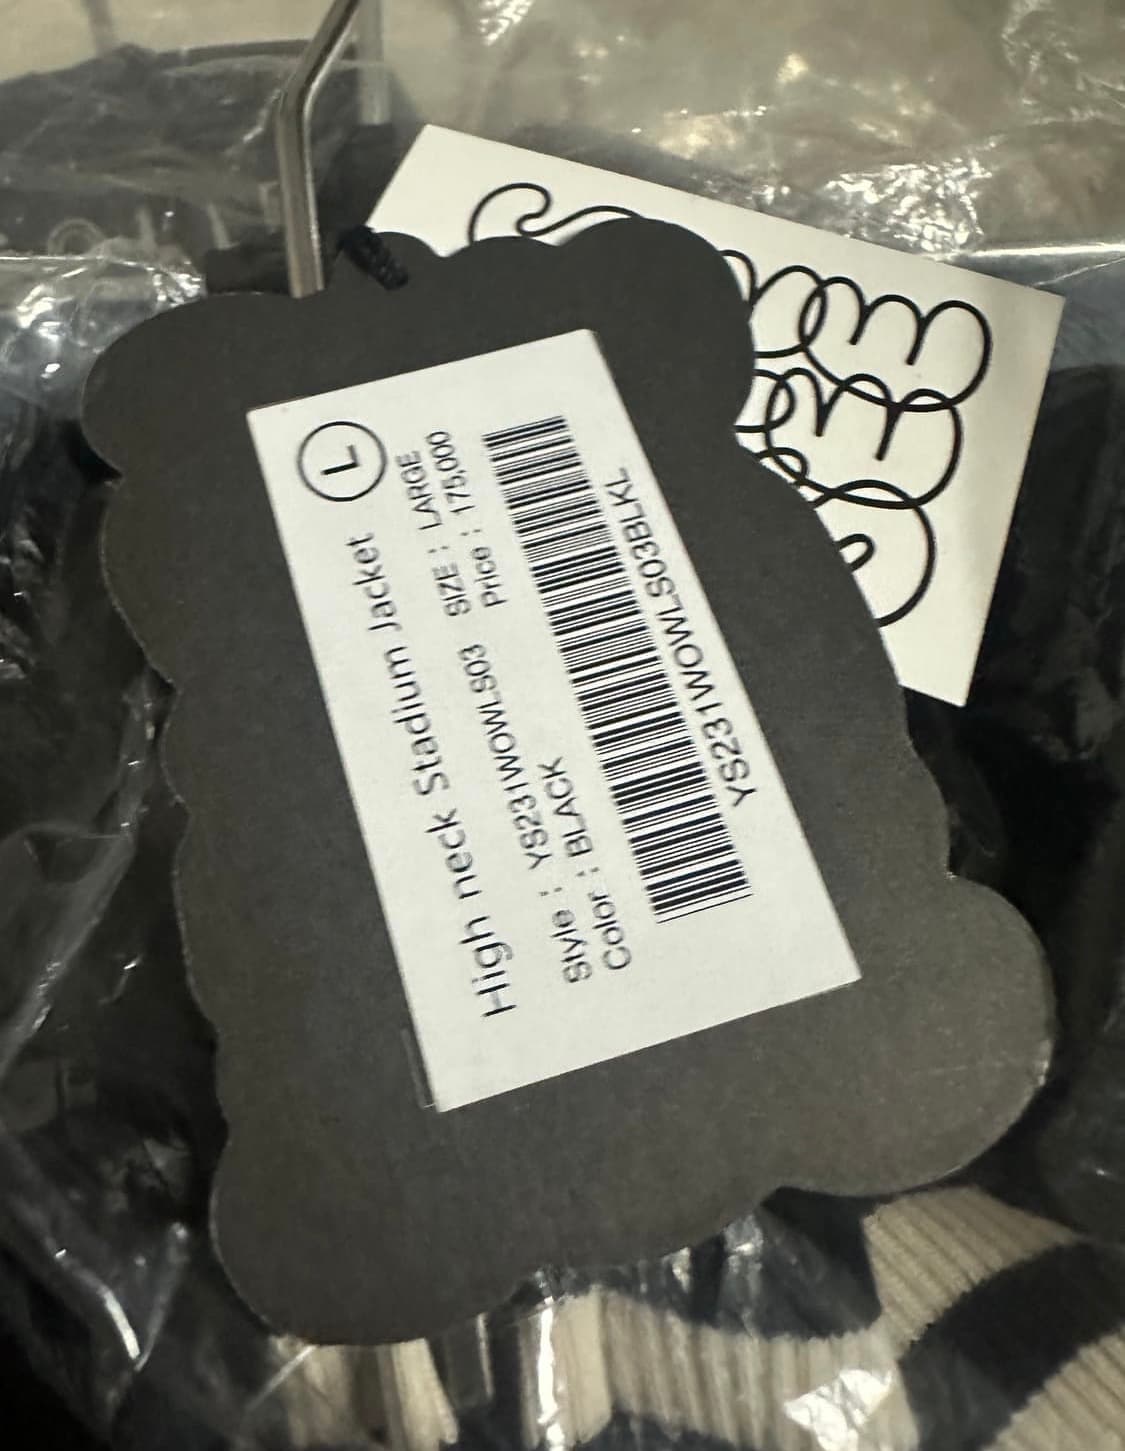 High neck Stadium Jacket L
Style : YS231WOWLS03 SIZE : LARGE
Color : BLACK Price : 175,000
YS231WOWLS03BLKL